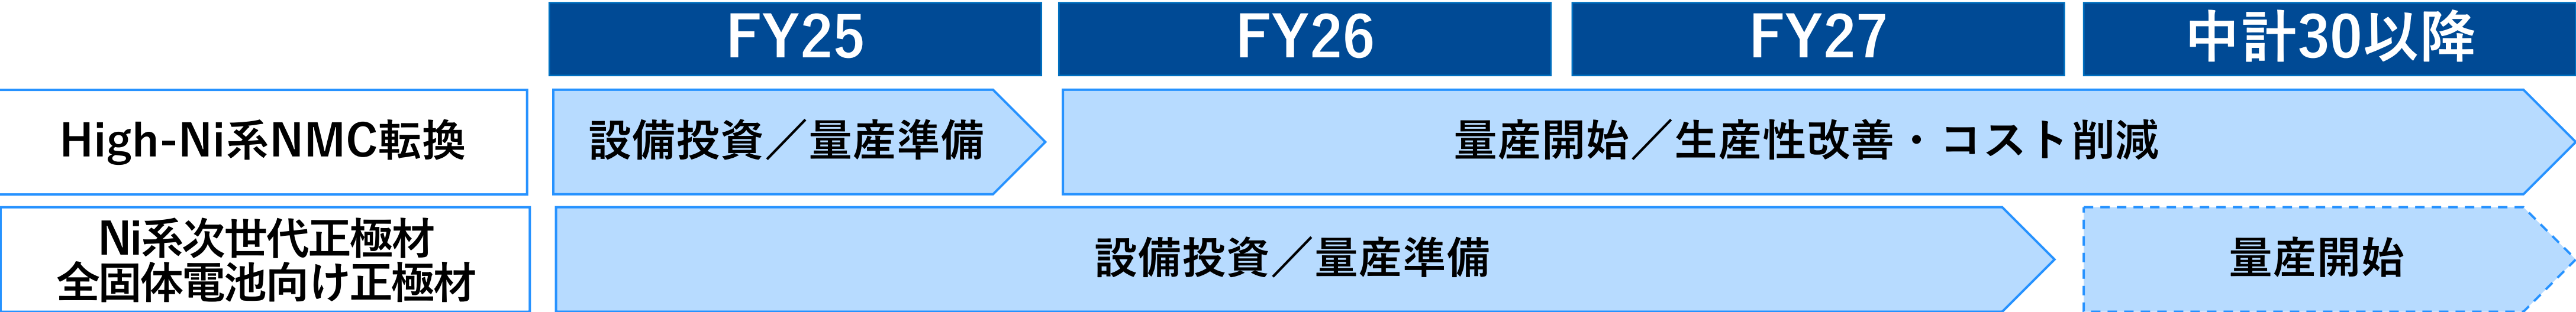 FY25
FY26
FY27
中計30以降
High-Ni系NMC転換
設備投資／量産準備
量産開始／生産性改善・コスト削減
Ni系次世代正極材
全固体電池向け正極材
設備投資／量産準備
量産開始